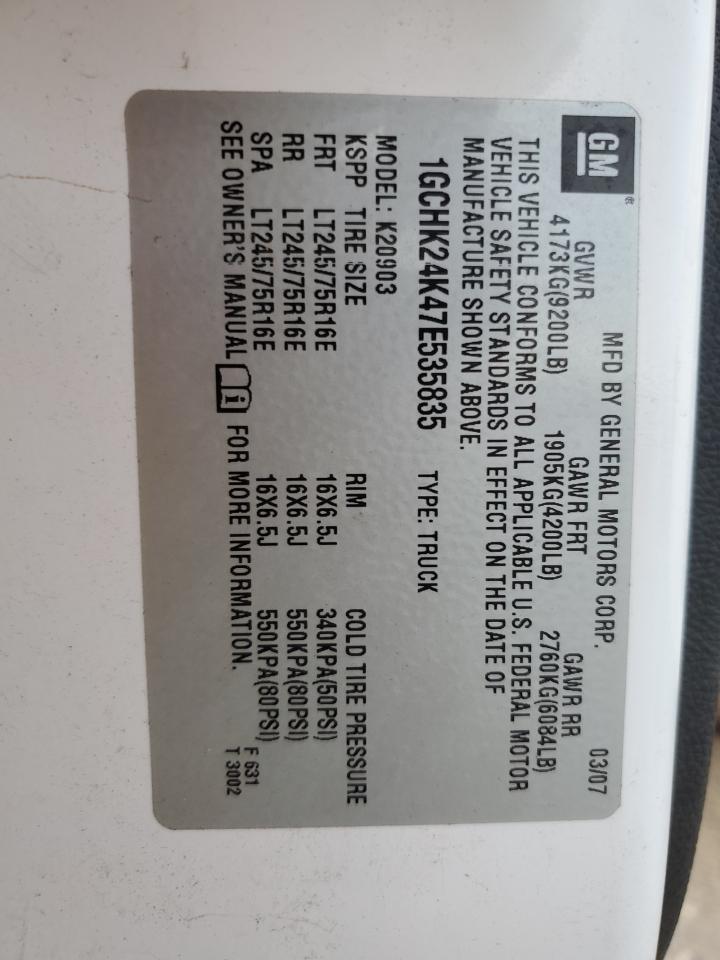 GM® MFD BY GENERAL MOTORS CORP. 03/07
GVWR GAWR FRT GAWR RR
4173KG(9200LB) 1905KG(4200LB) 2760KG(6084LB)
THIS VEHICLE CONFORMS TO ALL APPLICABLE U.S. FEDERAL MOTOR
VEHICLE SAFETY STANDARDS IN EFFECT ON THE DATE OF
MANUFACTURE SHOWN ABOVE.
1GCHK24K47E535835 TYPE: TRUCK
MODEL: K20903
KSPP TIRE SIZE RIM COLD TIRE PRESSURE
FRT LT245/75R16E 16X6.5J 340KPA(50PSI)
RR LT245/75R16E 16X6.5J 550KPA(80PSI)
SPA LT245/75R16E 16X6.5J 550KPA(80PSI)
SEE OWNER'S MANUAL i FOR MORE INFORMATION.
F 631
T 3002